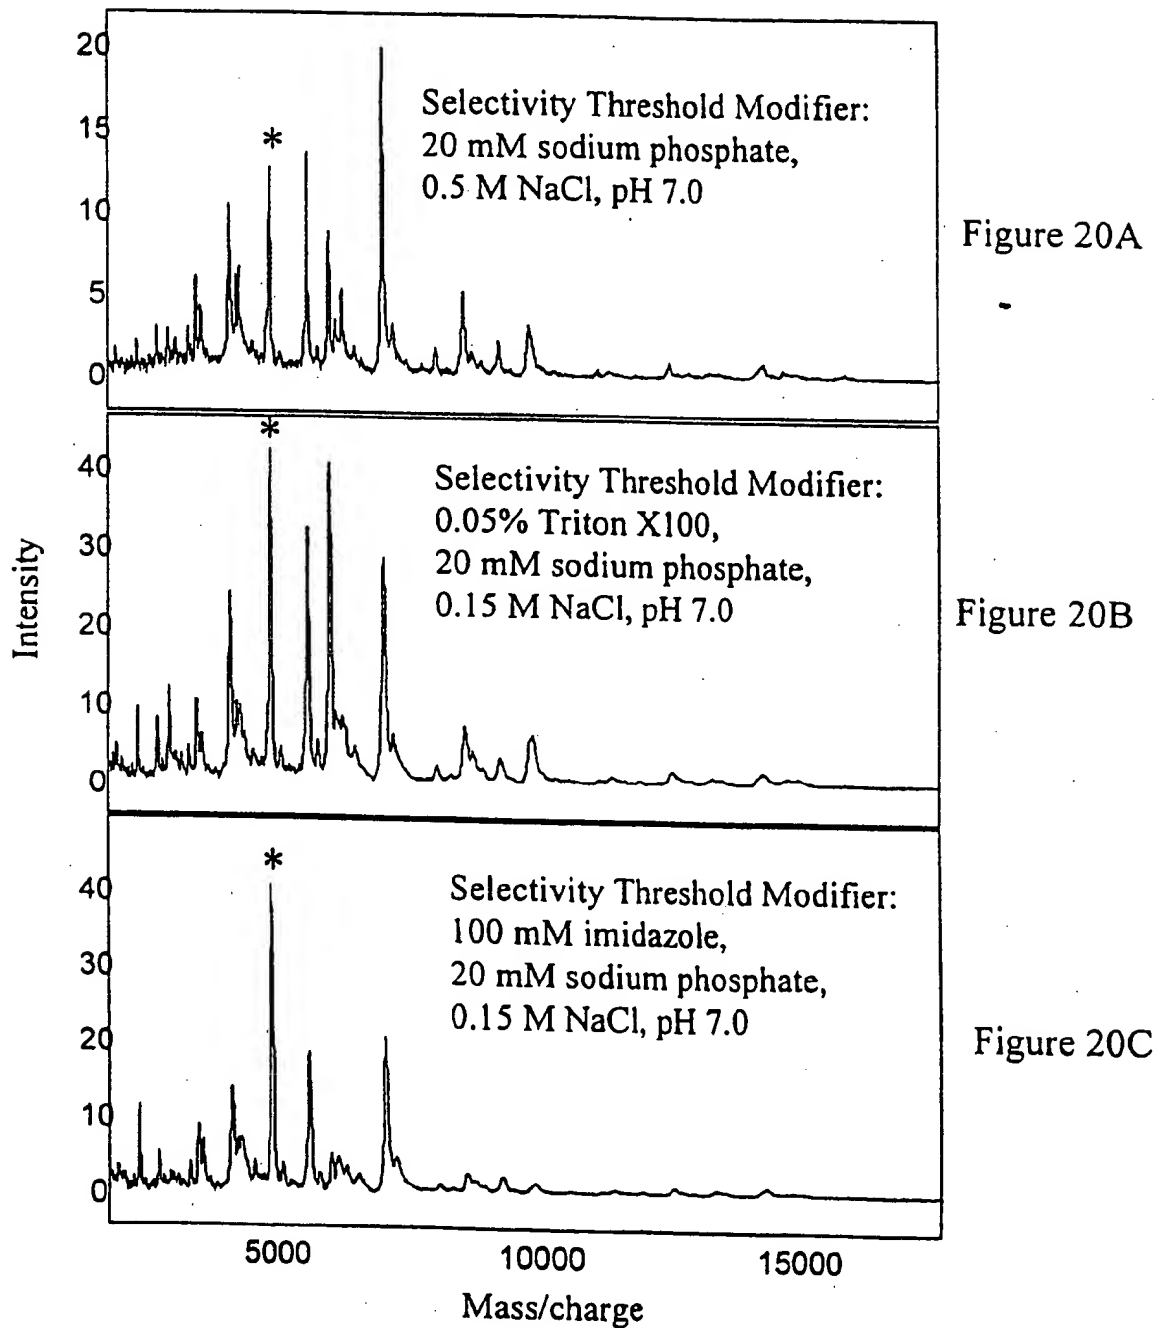 20
15
10
5
0
*
Selectivity Threshold Modifier:
20 mM sodium phosphate,
0.5 M NaCl, pH 7.0
Figure 20A
40
30
20
10
0
*
Selectivity Threshold Modifier:
0.05% Triton X100,
20 mM sodium phosphate,
0.15 M NaCl, pH 7.0
Figure 20B
Intensity
40
30
20
10
0
*
Selectivity Threshold Modifier:
100 mM imidazole,
20 mM sodium phosphate,
0.15 M NaCl, pH 7.0
Figure 20C
5000 10000 15000
Mass/charge